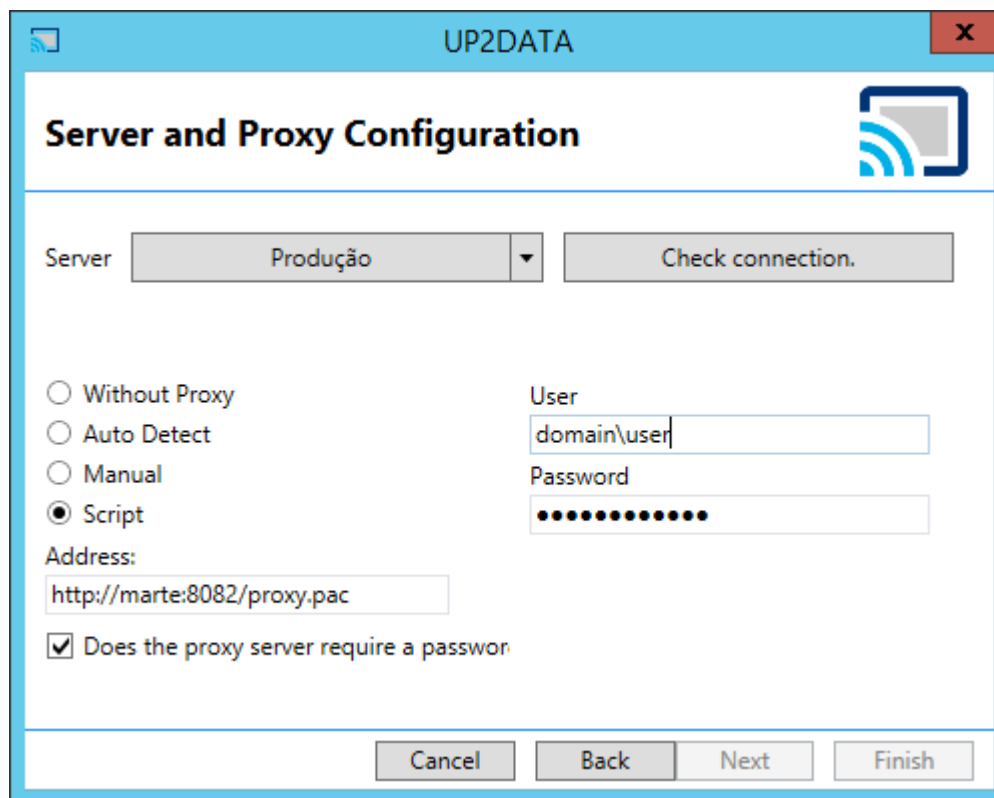 UP2DATA
x
Server and Proxy Configuration
Server
Produção
Check connection.
Without Proxy
Auto Detect
Manual
Script
User
domain\user
Password
●●●●●●●●●●●●
Address:
http://marte:8082/proxy.pac
Does the proxy server require a passwor
Cancel
Back
Next
Finish